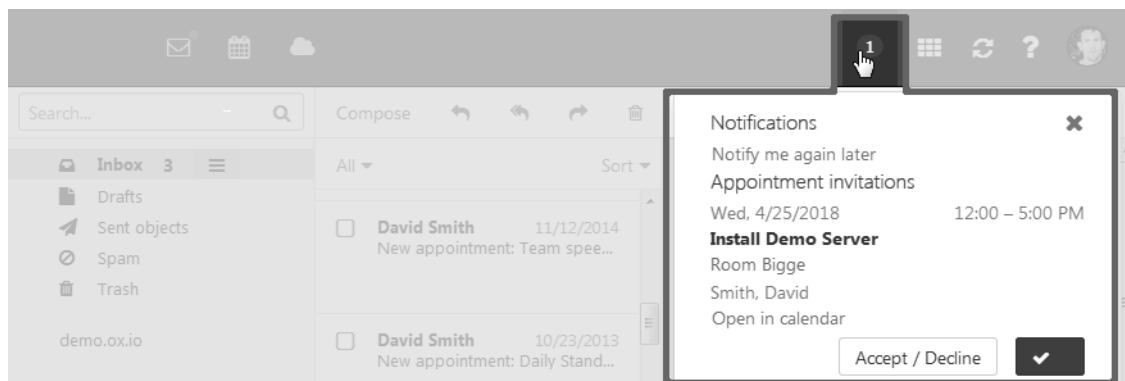 1
?
Search...
Inbox 3
Drafts
Sent objects
Spam
Trash
demo.ox.io
Compose
All Sort
David Smith 11/12/2014
New appointment: Team spee...
David Smith 10/23/2013
New appointment: Daily Stand...
Notifications
Notify me again later
Appointment invitations
Wed, 4/25/2018 12:00 – 5:00 PM
Install Demo Server
Room Bigge
Smith, David
Open in calendar
Accept / Decline